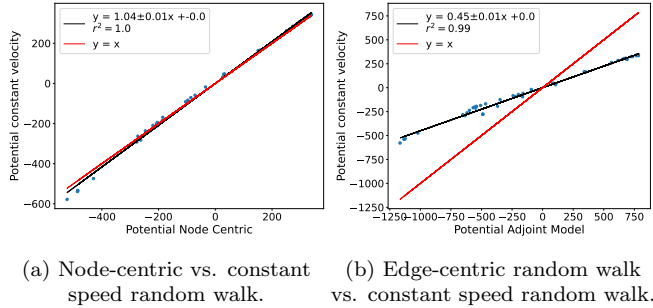 y = 1.04±0.01x +-0.0
r² = 1.0
y = x
Potential constant velocity
200
0
−200
−400
−600
−400
−200
0
200
Potential Node Centric
(a) Node-centric vs. constant
speed random walk.
y = 0.45±0.01x +0.0
r² = 0.99
y = x
Potential constant velocity
750
500
250
0
−250
−500
−750
−1000
−1250
−1250
−1000
−750
−500
−250
0
250
500
750
Potential Adjoint Model
(b) Edge-centric random walk
vs. constant speed random walk.